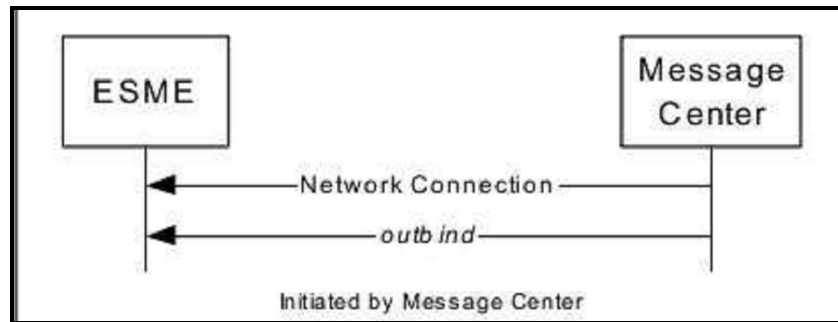 ESME
Message
Center
Network Connection
outbind
Initiated by Message Center